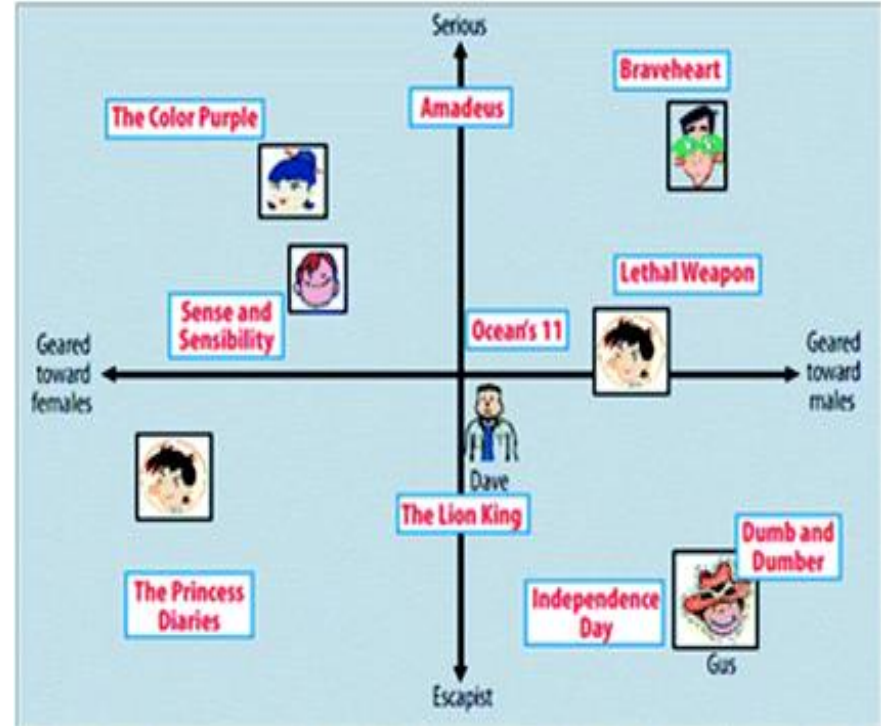 Serious
Braveheart
The Color Purple
Amadeus
Lethal Weapon
Sense and
Sensibility
Ocean's 11
Geared
toward
females
Geared
toward
males
Dave
The Lion King
Dumb and
Dumber
The Princess
Diaries
Independence
Day
Gus
Escapist